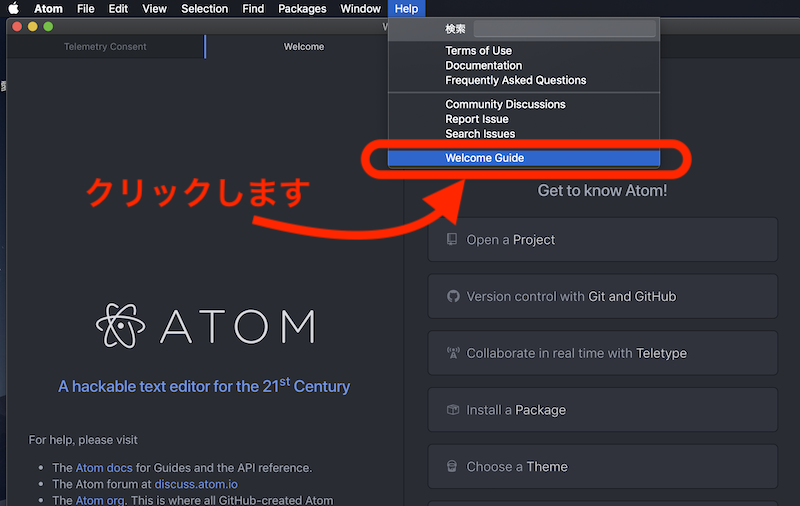 Atom File Edit View Selection Find Packages Window Help
Telemetry Consent
Welcome
W
検索
Terms of Use
Documentation
Frequently Asked Questions
Community Discussions
Report Issue
Search Issues
Welcome Guide
クリックします
Get to know Atom!
Open a Project
Version control with Git and GitHub
Collaborate in real time with Teletype
Install a Package
Choose a Theme
ATOM
A hackable text editor for the 21st Century
For help, please visit
• The Atom docs for Guides and the API reference.
• The Atom forum at discuss.atom.io
• The Atom org. This is where all GitHub-created Atom